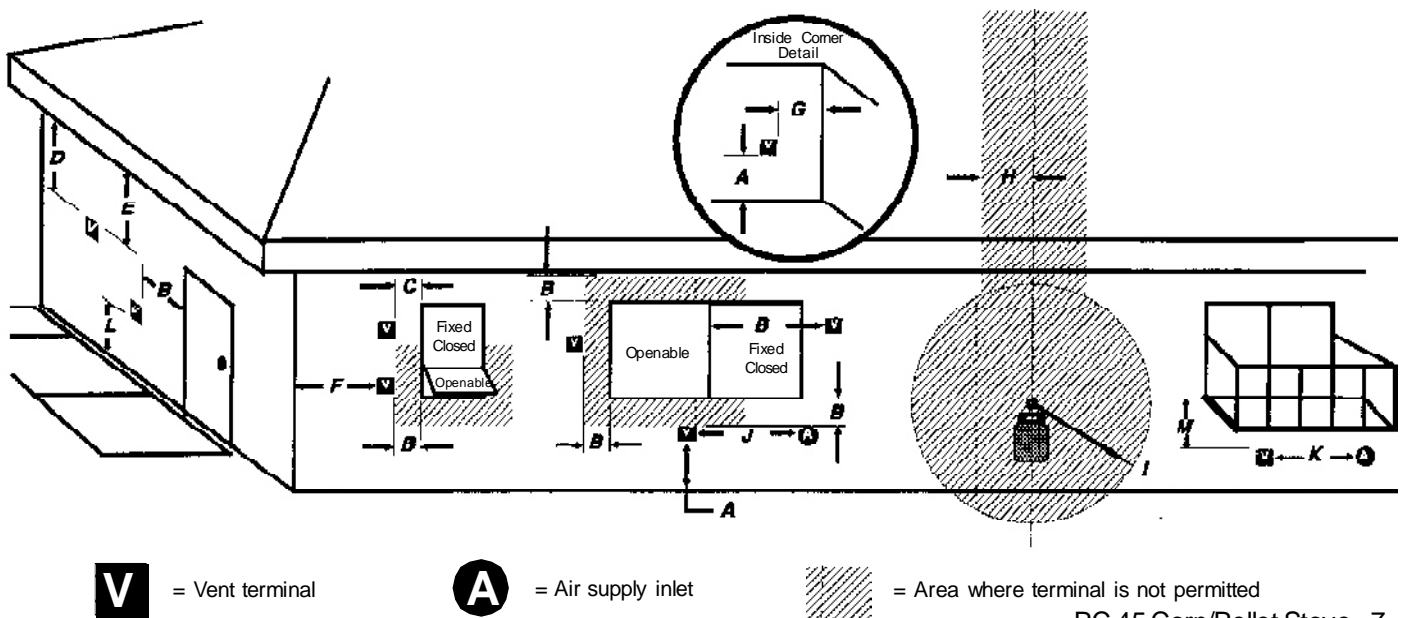 Inside Corner
Detail
G
V
A
H
D
E
V
B
L
V
C
B
V
Fixed
Closed
Openable
F
V
B
V
B
Openable
B
V
Fixed
Closed
B
V
J
A
A
I
M
V
K
A
V = Vent terminal
A = Air supply inlet
= Area where terminal is not permitted